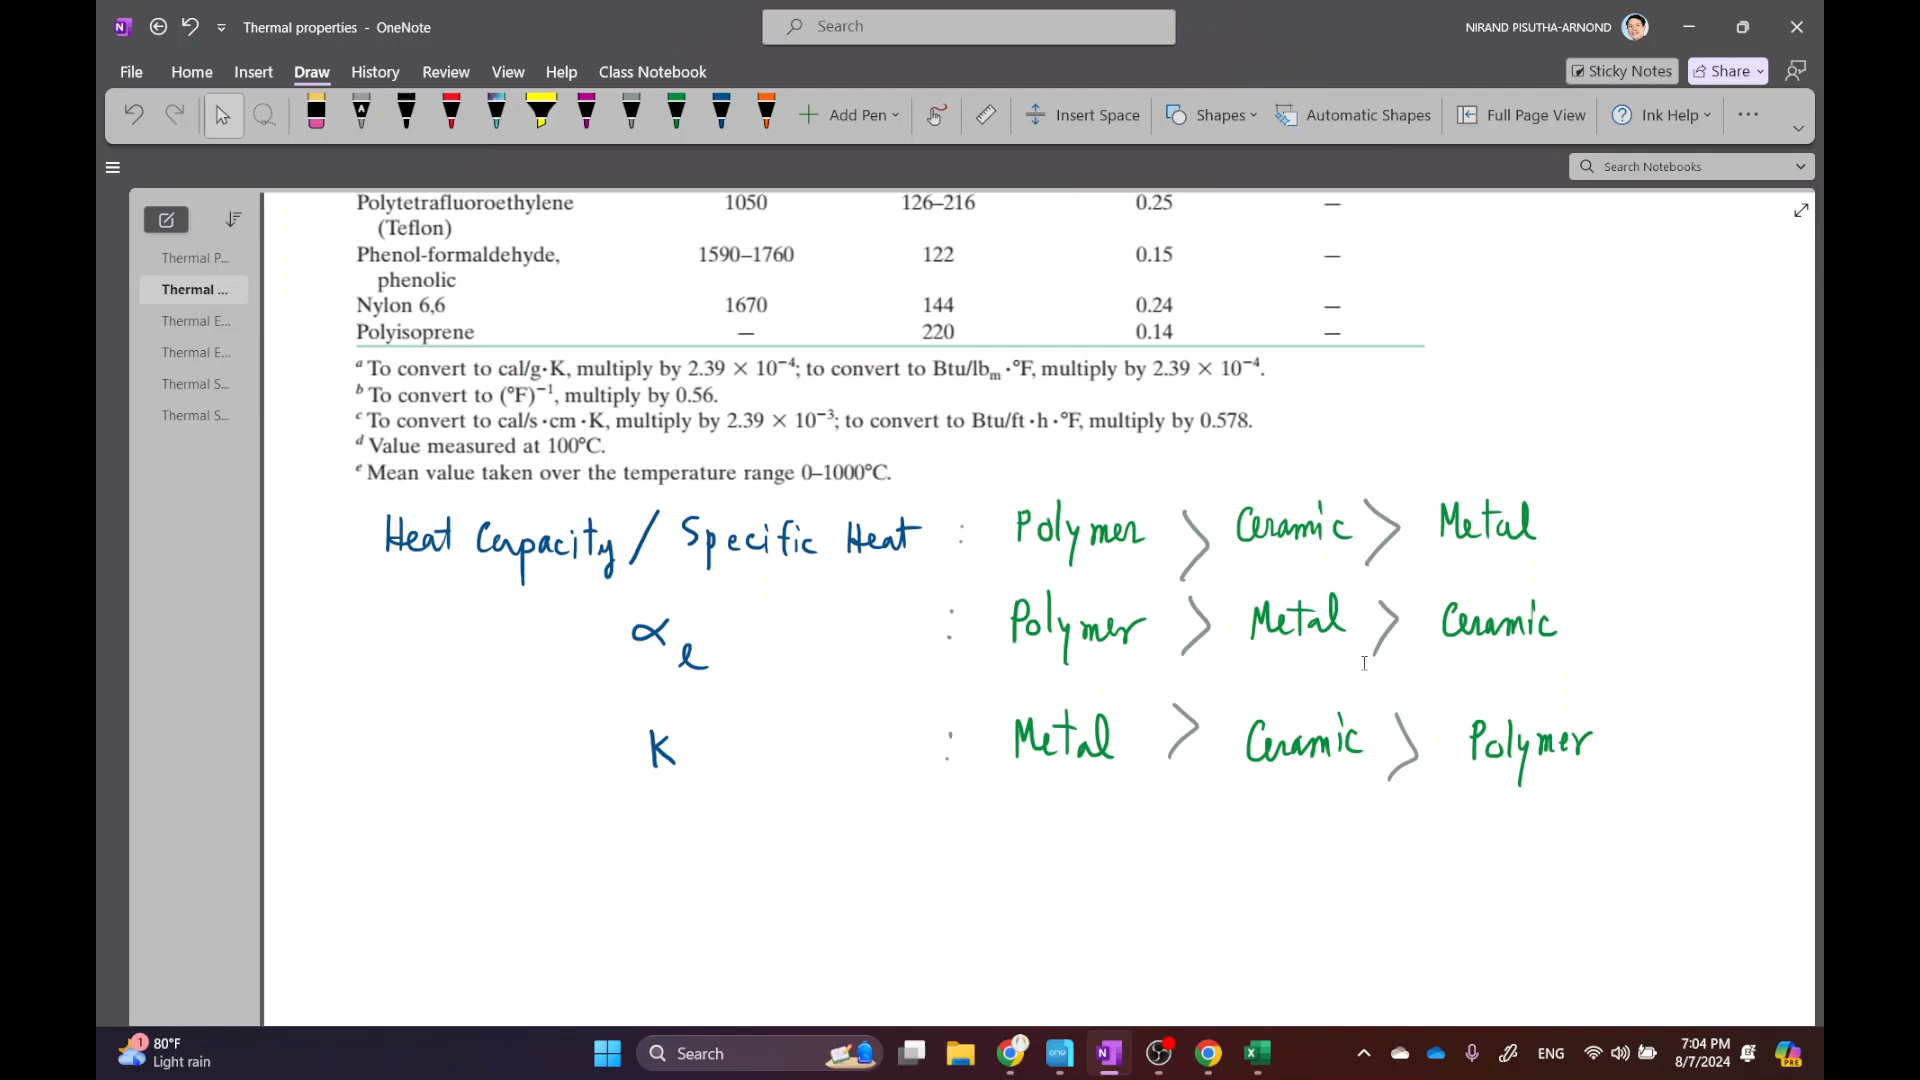 Thermal properties - OneNote
Search
NIRAND PISUTHA-ARNOND
File Home Insert Draw History Review View Help Class Notebook
Sticky Notes Share
A Add Pen Insert Space Shapes Automatic Shapes Full Page View Ink Help
Search Notebooks
Thermal P...
Thermal ...
Thermal E...
Thermal E...
Thermal S...
Thermal S...
Polytetrafluoroethylene 1050 126–216 0.25 —
(Teflon)
Phenol-formaldehyde, 1590–1760 122 0.15 —
phenolic
Nylon 6,6 1670 144 0.24 —
Polyisoprene — 220 0.14 —
a To convert to cal/g·K, multiply by 2.39 × 10⁻⁴; to convert to Btu/lbₘ·°F, multiply by 2.39 × 10⁻⁴.
b To convert to (°F)⁻¹, multiply by 0.56.
c To convert to cal/s·cm·K, multiply by 2.39 × 10⁻³; to convert to Btu/ft·h·°F, multiply by 0.578.
d Value measured at 100°C.
e Mean value taken over the temperature range 0–1000°C.
Heat Capacity / Specific Heat : Polymer > Ceramic > Metal
αₑ : Polymer > Metal > Ceramic
K : Metal > Ceramic > Polymer
1 80°F
Light rain
Search
ENG
7:04 PM
8/7/2024
PRE